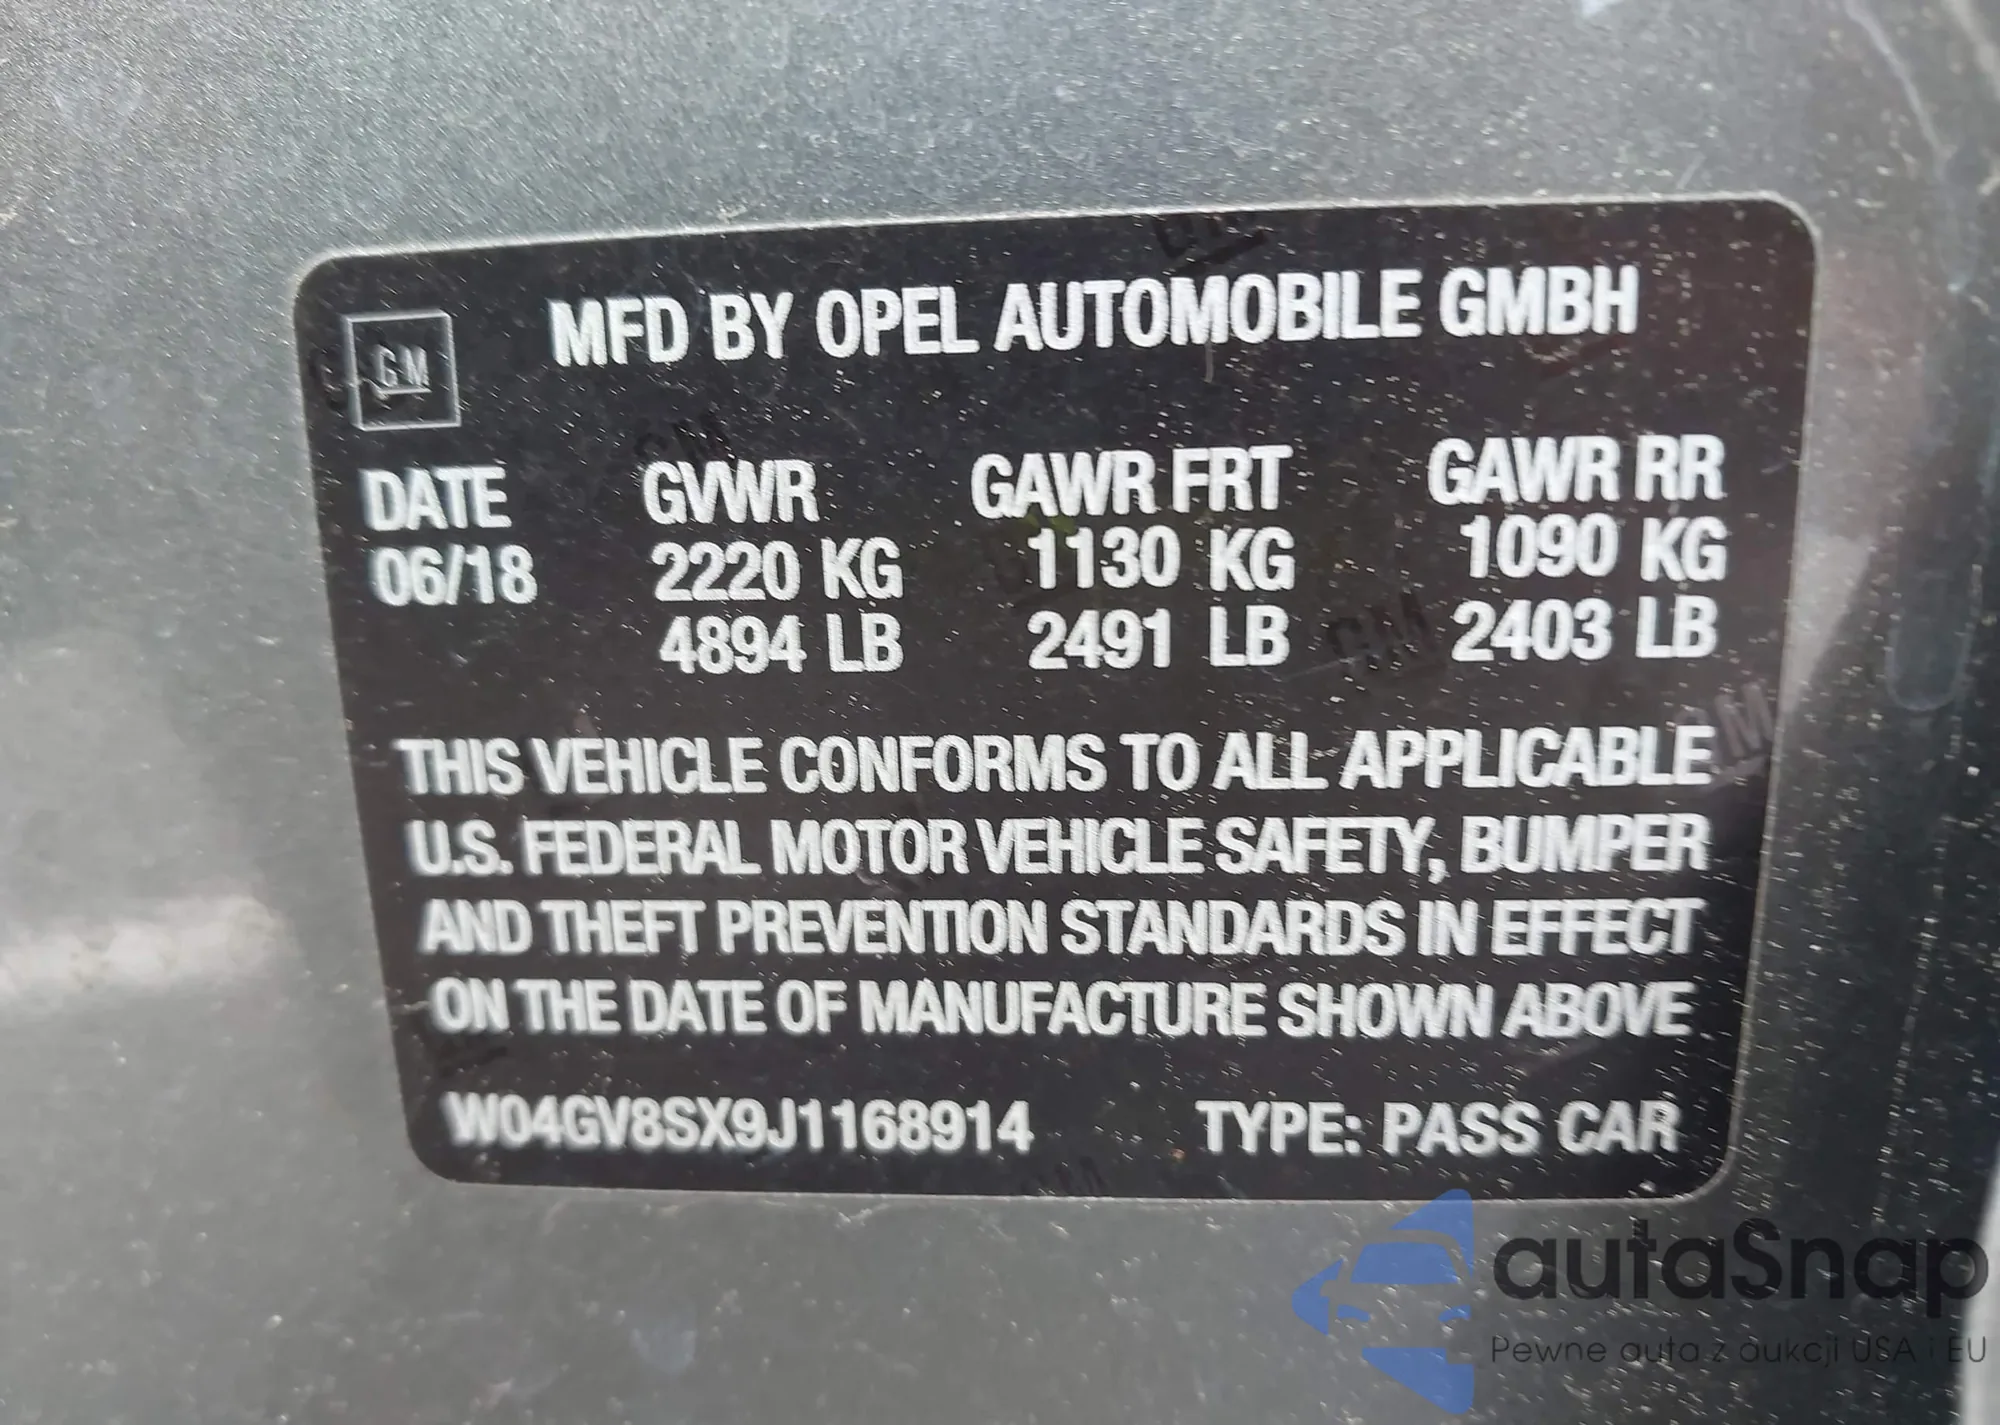 GM
MFD BY OPEL AUTOMOBILE GMBH
DATE GVWR GAWR FRT GAWR RR
06/18 2220 KG 1130 KG 1090 KG
4894 LB 2491 LB 2403 LB
THIS VEHICLE CONFORMS TO ALL APPLICABLE
U.S. FEDERAL MOTOR VEHICLE SAFETY, BUMPER
AND THEFT PREVENTION STANDARDS IN EFFECT
ON THE DATE OF MANUFACTURE SHOWN ABOVE
W04GV8SX9J1168914 TYPE: PASS CAR
autaSnap
Pewne auta z aukcji USA i EU